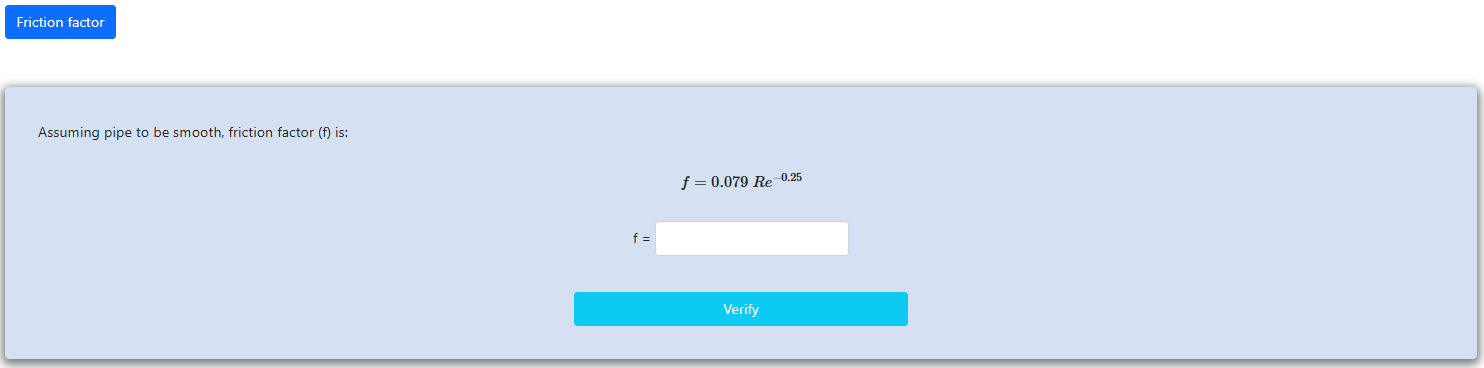 Friction factor
Assuming pipe to be smooth, friction factor (f) is:
f = 0.079 Re^−0.25
f =
Verify